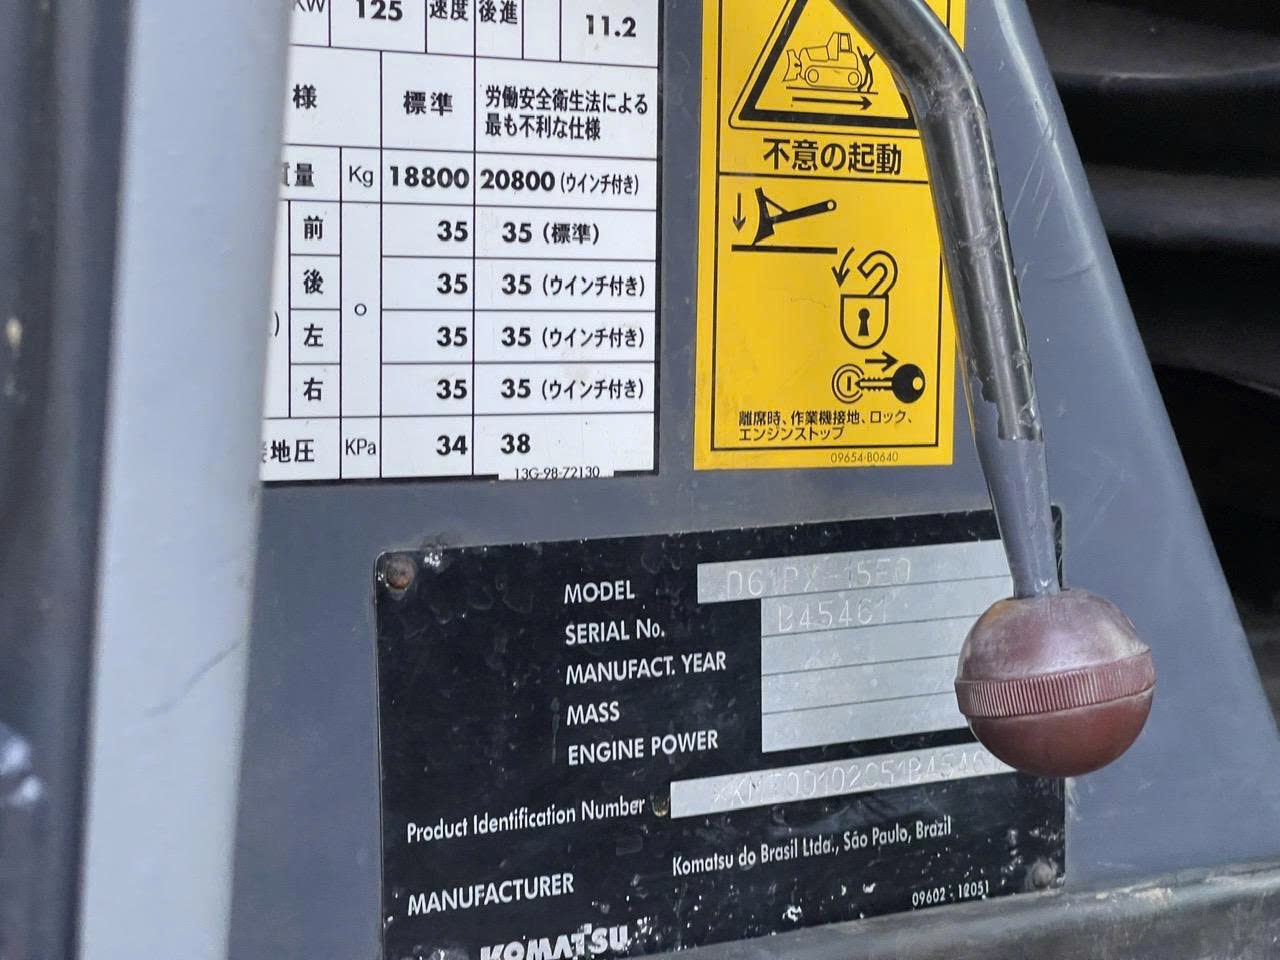 KW 125 速度 後進 11.2
様 標準 労働安全衛生法による
最も不利な仕様
質量 Kg 18800 20800 (ウインチ付き)
前 35 35 (標準)
後 35 35 (ウインチ付き)
左 35 35 (ウインチ付き)
右 35 35 (ウインチ付き)
接地圧 KPa 34 38
13G-98-72130
不意の起動
離席時、作業機接地、ロック、
エンジンストップ
09654-B0640
MODEL D61PX-15E0
SERIAL No. B45461
MANUFACT. YEAR
MASS
ENGINE POWER
Product Identification Number
Komatsu do Brasil Ltda., São Paulo, Brazil
MANUFACTURER
09602-12051
KOMATSU